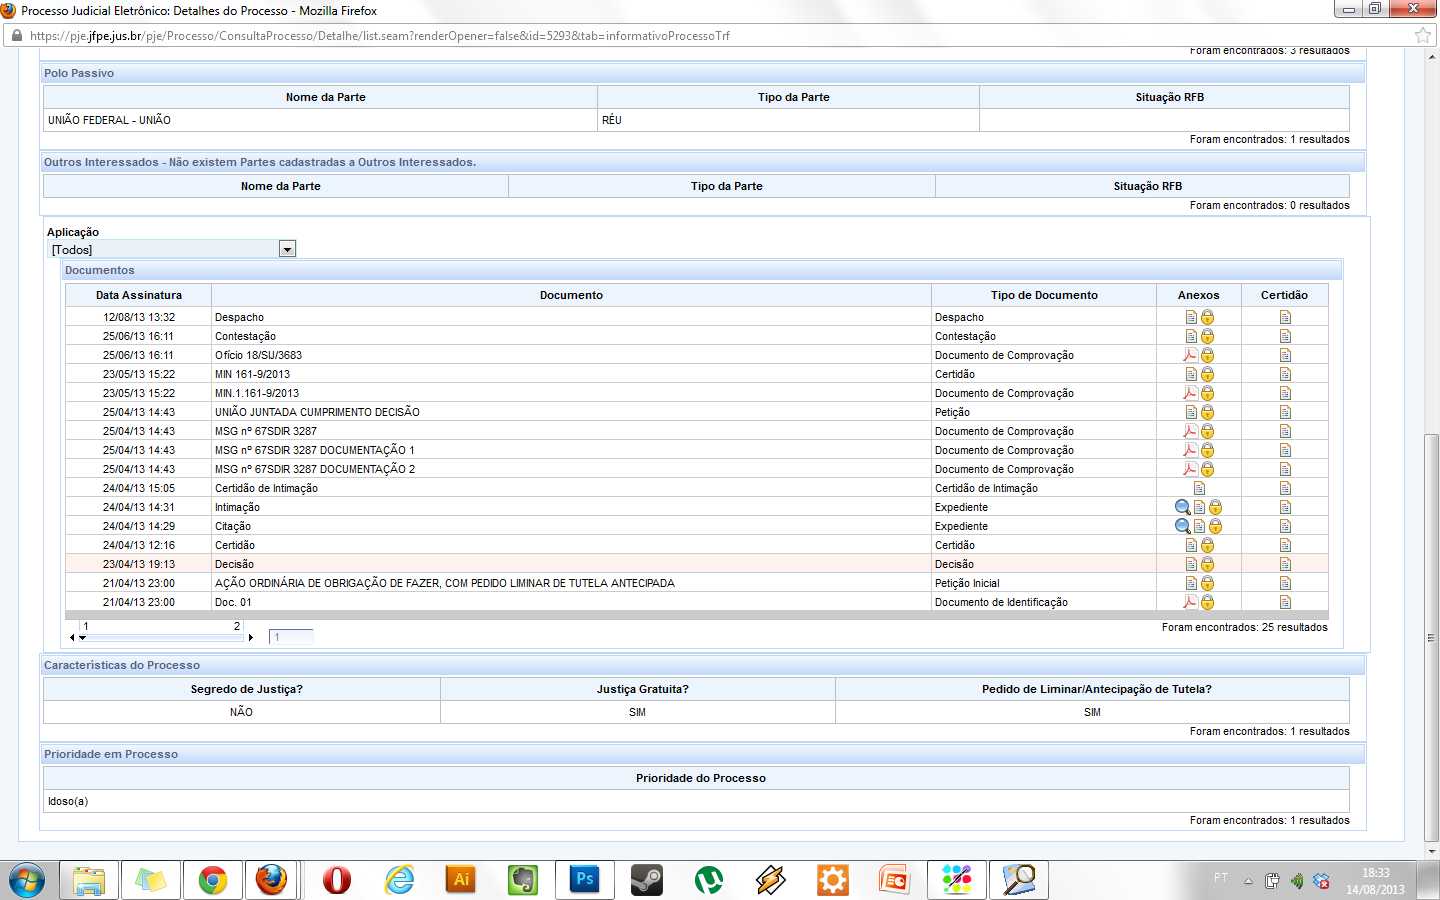 Processo Judicial Eletrônico: Detalhes do Processo - Mozilla Firefox
https://pje.jfpe.jus.br/pje/Processo/ConsultaProcesso/Detalhe/list.seam?renderOpener=false&id=5293&tab=informativoProcessoTrf
Foram encontrados: 3 resultados
Polo Passivo
Nome da Parte Tipo da Parte Situação RFB
UNIÃO FEDERAL - UNIÃO RÉU
Foram encontrados: 1 resultados
Outros Interessados - Não existem Partes cadastradas a Outros Interessados.
Nome da Parte Tipo da Parte Situação RFB
Foram encontrados: 0 resultados
Aplicação
[Todos]
Documentos
Data Assinatura Documento Tipo de Documento Anexos Certidão
12/08/13 13:32 Despacho Despacho
25/06/13 16:11 Contestação Contestação
25/06/13 16:11 Ofício 18/SIJ/3683 Documento de Comprovação
23/05/13 15:22 MIN 161-9/2013 Certidão
23/05/13 15:22 MIN.1.161-9/2013 Documento de Comprovação
25/04/13 14:43 UNIÃO JUNTADA CUMPRIMENTO DECISÃO Petição
25/04/13 14:43 MSG nº 67SDIR 3287 Documento de Comprovação
25/04/13 14:43 MSG nº 67SDIR 3287 DOCUMENTAÇÃO 1 Documento de Comprovação
25/04/13 14:43 MSG nº 67SDIR 3287 DOCUMENTAÇÃO 2 Documento de Comprovação
24/04/13 15:05 Certidão de Intimação Certidão de Intimação
24/04/13 14:31 Intimação Expediente
24/04/13 14:29 Citação Expediente
24/04/13 12:16 Certidão Certidão
23/04/13 19:13 Decisão Decisão
21/04/13 23:00 AÇÃO ORDINÁRIA DE OBRIGAÇÃO DE FAZER, COM PEDIDO LIMINAR DE TUTELA ANTECIPADA Petição Inicial
21/04/13 23:00 Doc. 01 Documento de Identificação
1 2 1
Foram encontrados: 25 resultados
Características do Processo
Segredo de Justiça? Justiça Gratuita? Pedido de Liminar/Antecipação de Tutela?
NÃO SIM SIM
Foram encontrados: 1 resultados
Prioridade em Processo
Prioridade do Processo
Idoso(a)
Foram encontrados: 1 resultados
Ai Ps PT 18:33
14/08/2013